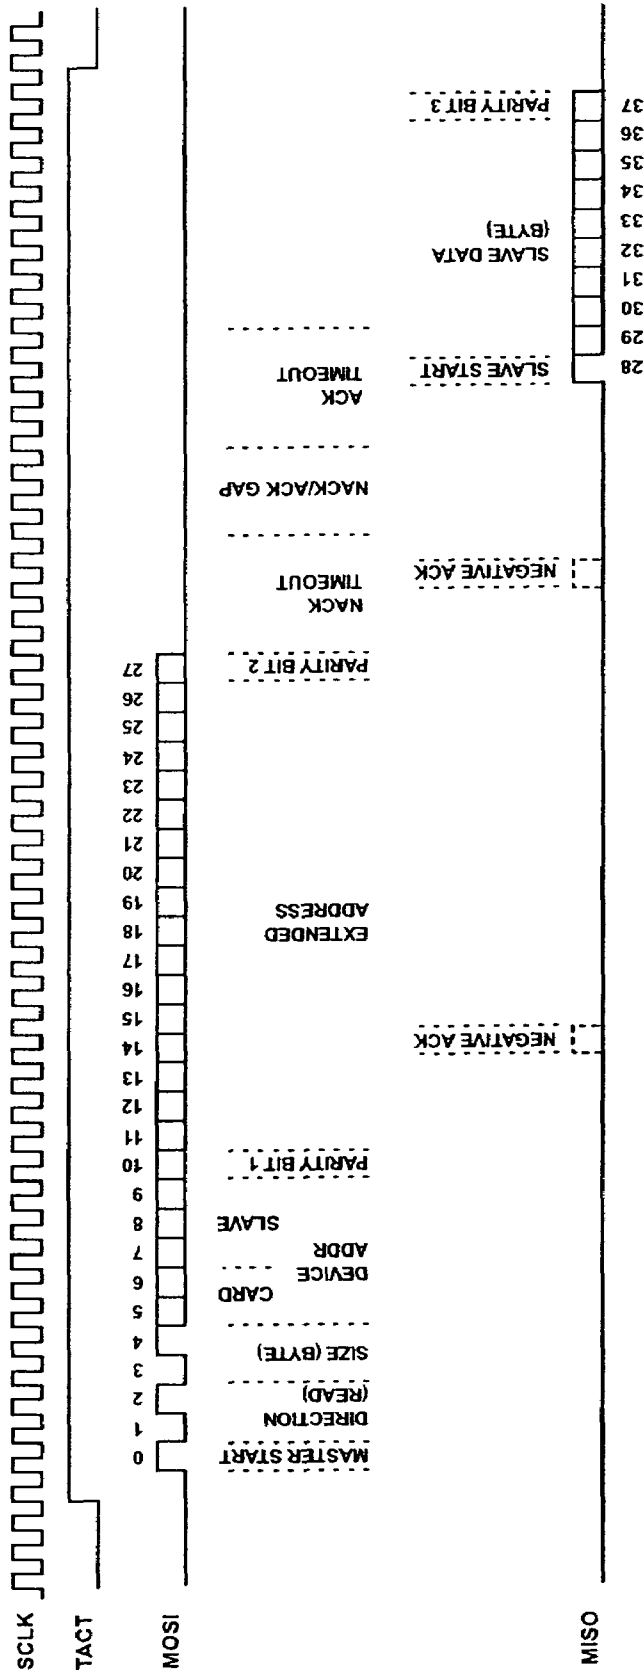 SCLK
TACT
MOSI
0 1 2 3 4 5 6 7 8 9 10 11 12 13 14 15 16 17 18 19 20 21 22 23 24 25 26 27
MASTER START
DIRECTION
(READ)
SIZE (BYTE)
CARD
SLAVE
DEVICE
ADDR
PARITY BIT 1
EXTENDED
ADDRESS
PARITY BIT 2
NACK
TIMEOUT
NACK/ACK GAP
ACK
TIMEOUT
NEGATIVE ACK
NEGATIVE ACK
SLAVE START
SLAVE DATA
(BYTE)
PARITY BIT 3
MISO
28 29 30 31 32 33 34 35 36 37